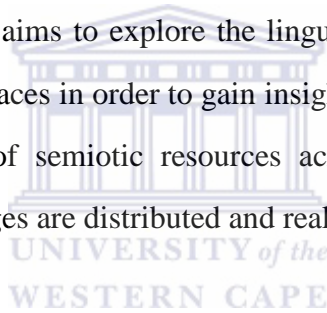 aims to explore the lingu
aces in order to gain insig
of semiotic resources ac
ges are distributed and real
UNIVERSITY of the
WESTERN CAPE